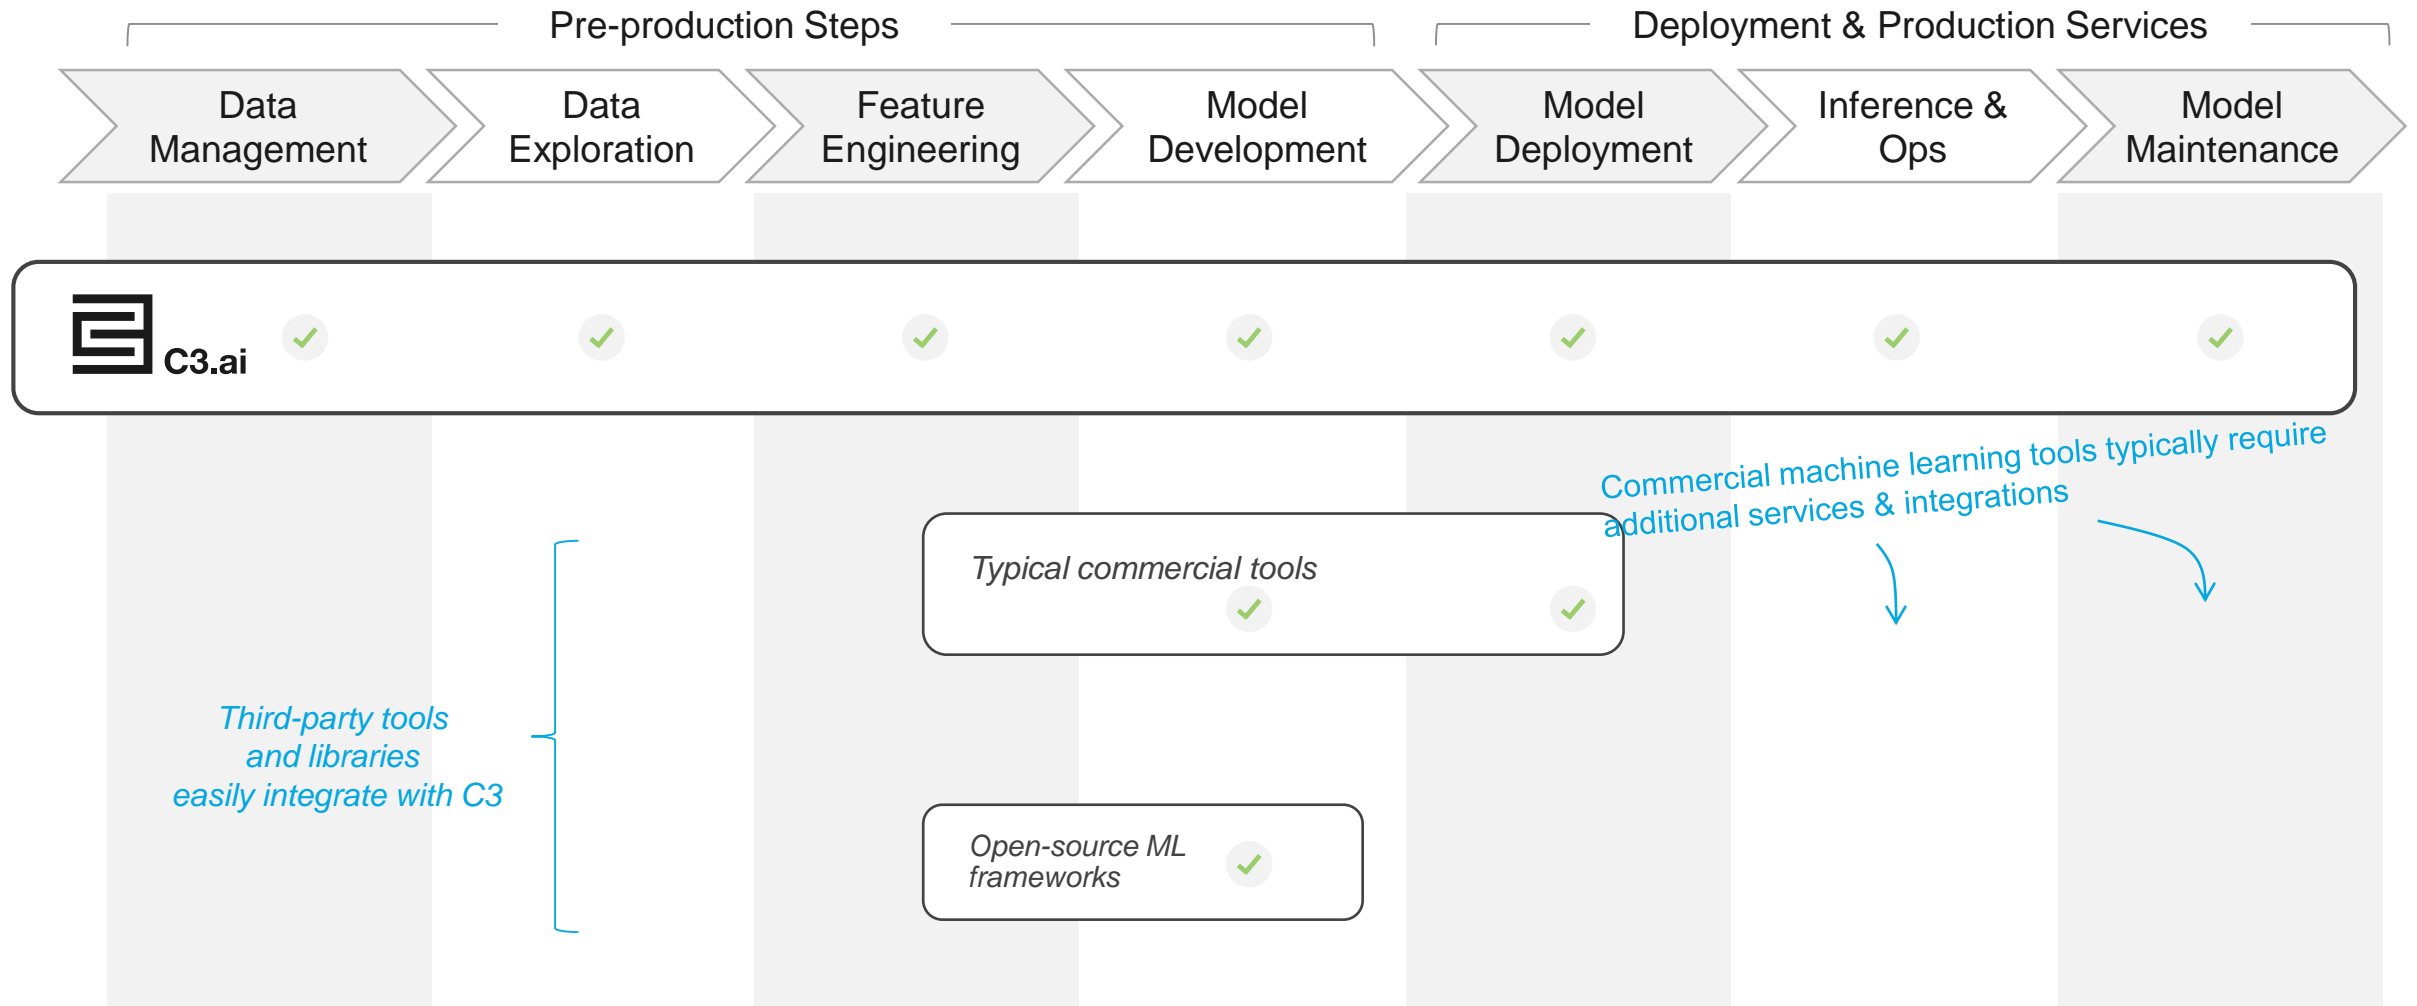 Pre-production Steps
Deployment & Production Services
Data
Management
Data
Exploration
Feature
Engineering
Model
Development
Model
Deployment
Inference &
Ops
Model
Maintenance
C3.ai
Commercial machine learning tools typically require
additional services & integrations
Typical commercial tools
Third-party tools
and libraries
easily integrate with C3
Open-source ML
frameworks